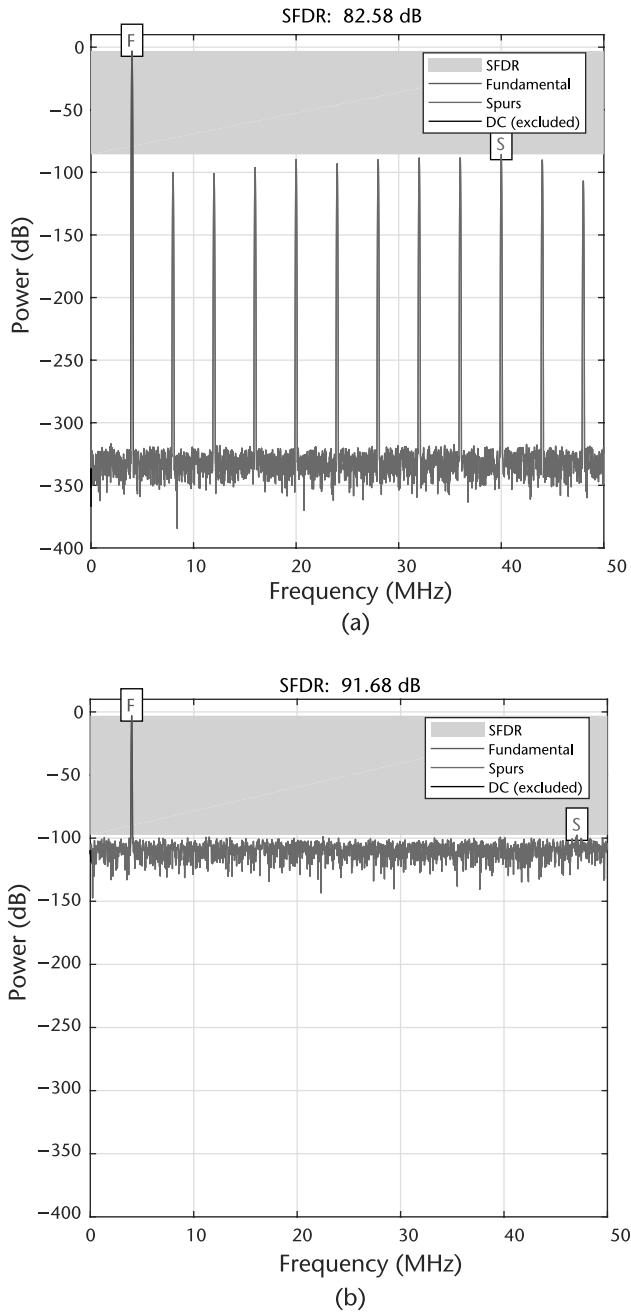 SFDR: 82.58 dB
F
0
−50
−100
−150
−200
−250
−300
−350
−400
Power (dB)
SFDR
Fundamental
Spurs
DC (excluded)
S
0 10 20 30 40 50
Frequency (MHz)
(a)
SFDR: 91.68 dB
F
0
−50
−100
−150
−200
−250
−300
−350
−400
Power (dB)
SFDR
Fundamental
Spurs
DC (excluded)
S
0 10 20 30 40 50
Frequency (MHz)
(b)